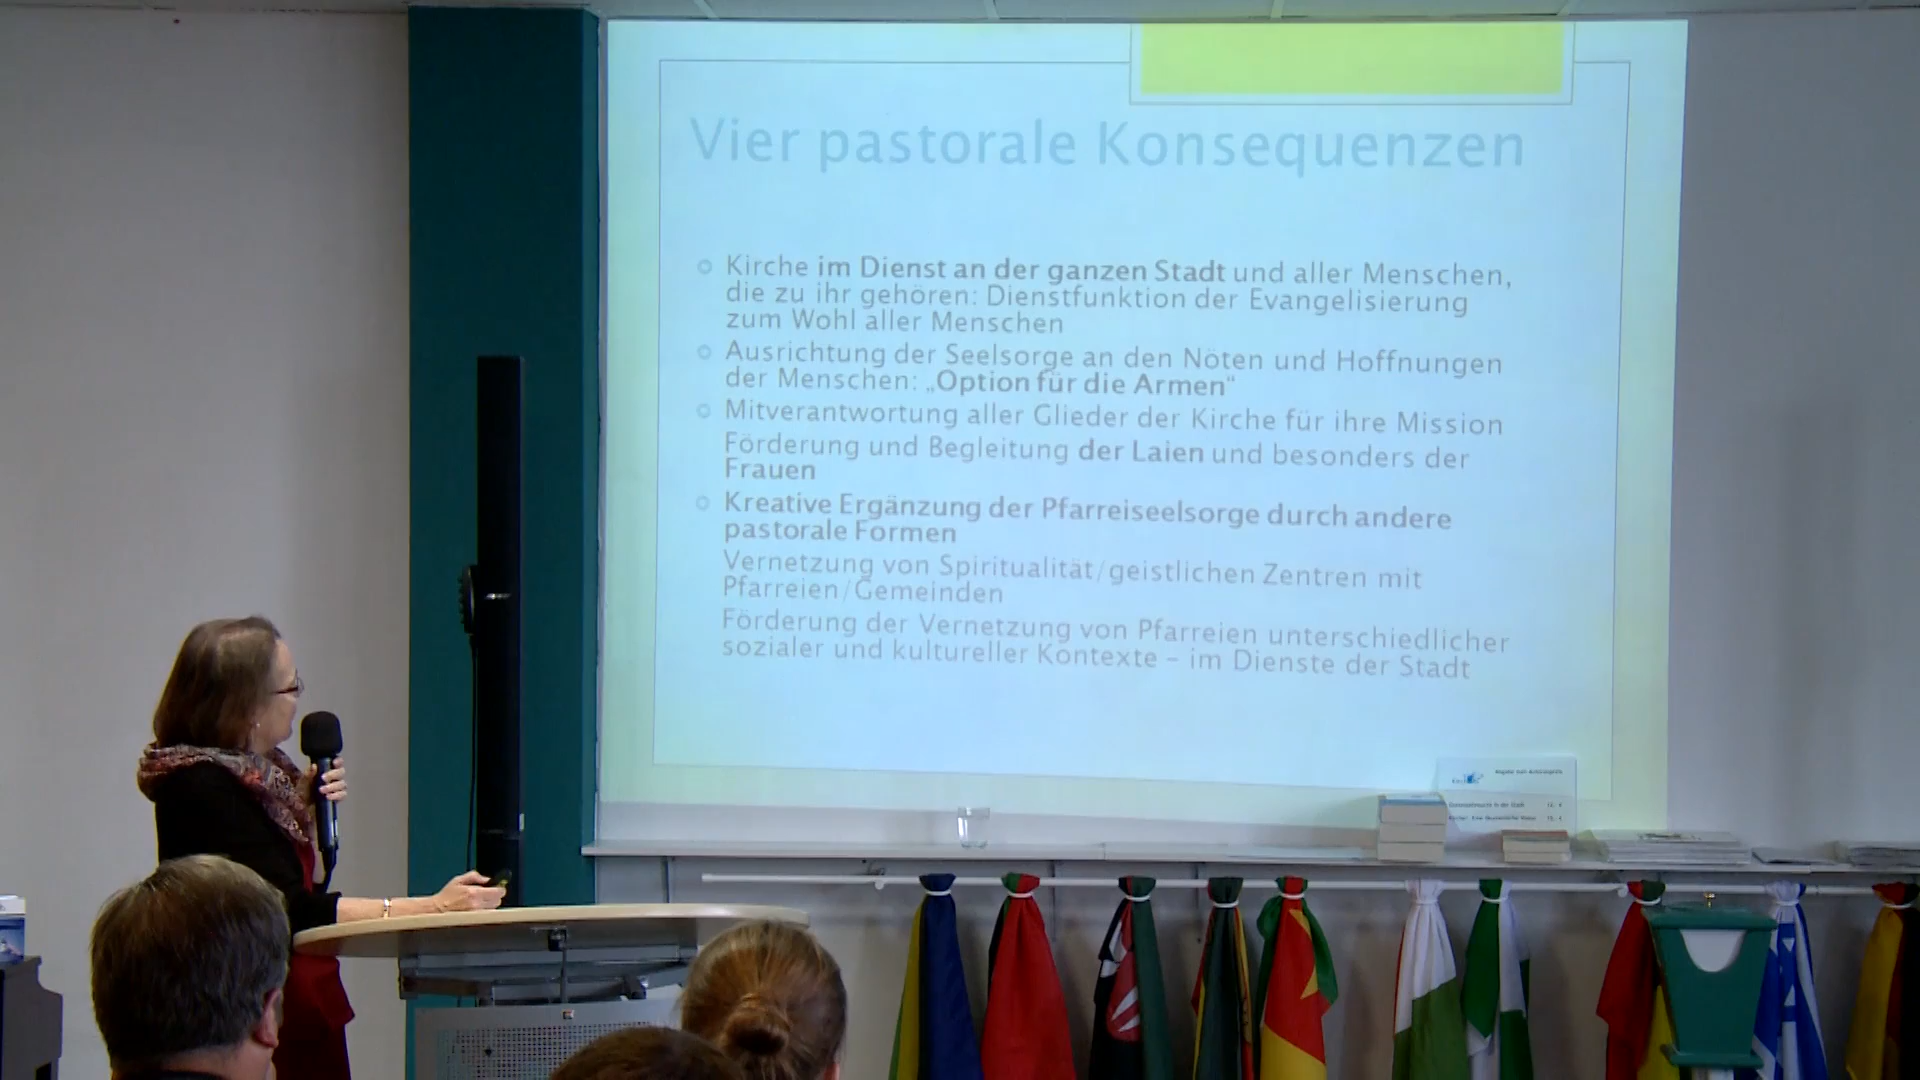 Vier pastorale Konsequenzen
Kirche im Dienst an der ganzen Stadt und aller Menschen,
die zu ihr gehören: Dienstfunktion der Evangelisierung
zum Wohl aller Menschen
Ausrichtung der Seelsorge an den Nöten und Hoffnungen
der Menschen: „Option für die Armen“
Mitverantwortung aller Glieder der Kirche für ihre Mission
Förderung und Begleitung der Laien und besonders der
Frauen
Kreative Ergänzung der Pfarreiseelsorge durch andere
pastorale Formen
Vernetzung von Spiritualität/geistlichen Zentren mit
Pfarreien/Gemeinden
Förderung der Vernetzung von Pfarreien unterschiedlicher
sozialer und kultureller Kontexte – im Dienste der Stadt